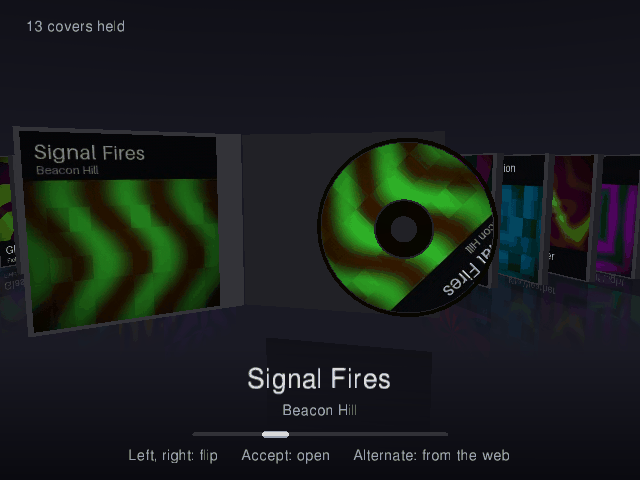 13 covers held
Signal Fires
Beacon Hill
Signal Fires
Beacon Hill
Left, right: flip Accept: open Alternate: from the web